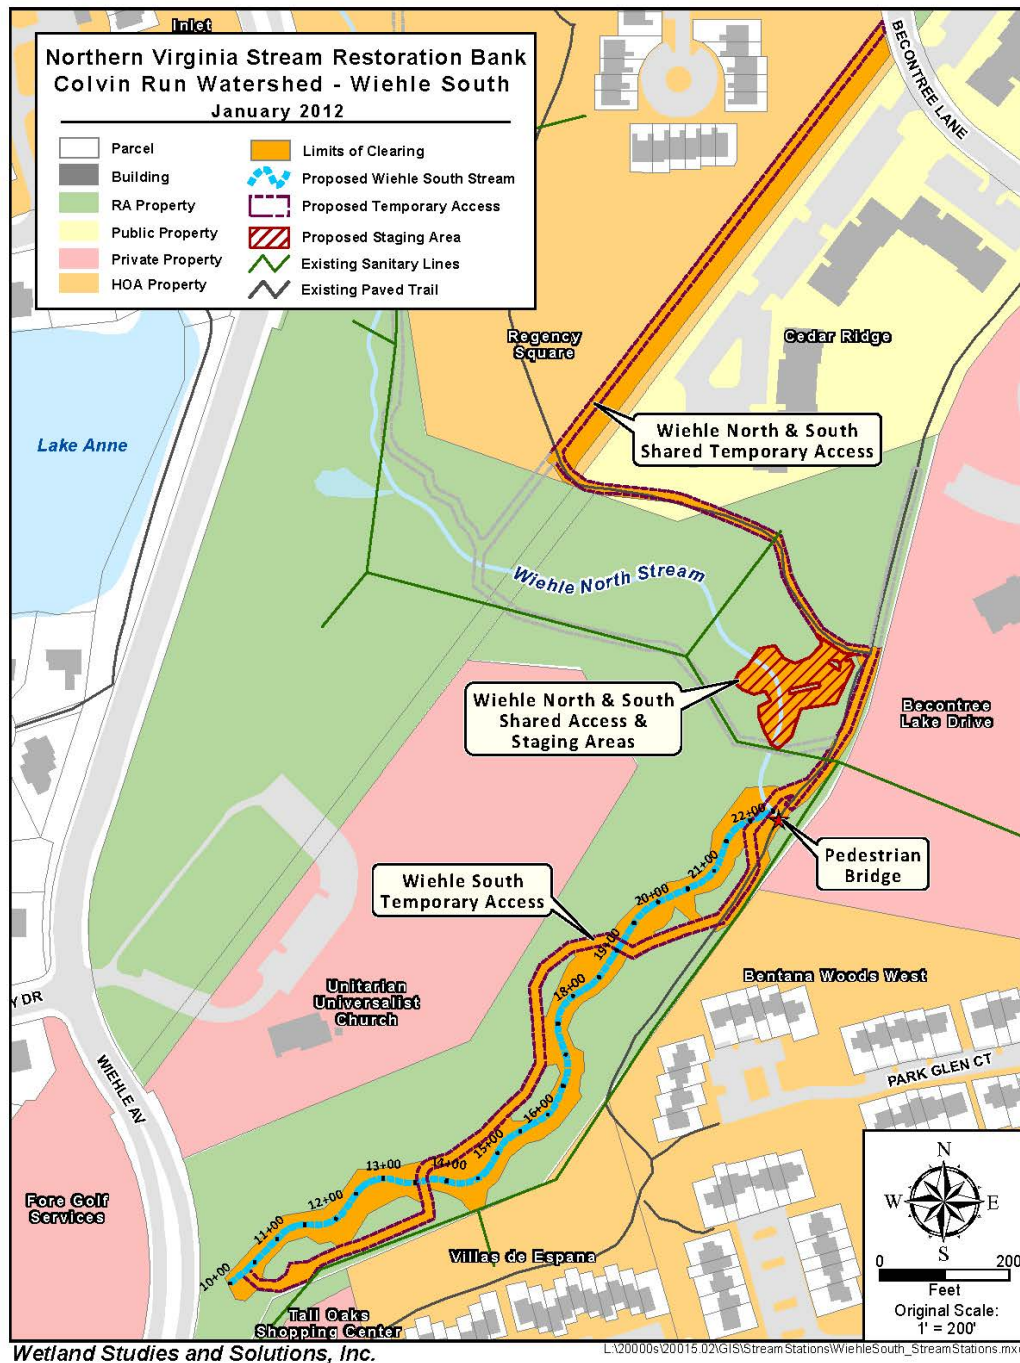 Inlet
Northern Virginia Stream Restoration Bank
Colvin Run Watershed - Wiehle South
January 2012
Parcel
Building
RA Property
Public Property
Private Property
HOA Property
Limits of Clearing
Proposed Wiehle South Stream
Proposed Temporary Access
Proposed Staging Area
Existing Sanitary Lines
Existing Paved Trail
BECONTREE LANE
Regency
Square
Cedar Ridge
Lake Anne
Wiehle North & South
Shared Temporary Access
Wiehle North Stream
Wiehle North & South
Shared Access &
Staging Areas
Becontree
Lake Drive
Pedestrian
Bridge
Wiehle South
Temporary Access
22+00
21+00
20+00
19+00
18+00
16+00
15+00
14+00
13+00
12+00
11+00
10+00
Unitarian
Universalist
Church
Bentana Woods West
PARK GLEN CT
Y DR
WIEHLE AV
Fore Golf
Services
Villas de Espana
Tall Oaks
Shopping Center
N
W
E
S
0 200
Feet
Original Scale:
1' = 200'
Wetland Studies and Solutions, Inc.
L:\20000s\20015.02\GIS\StreamStations\WiehleSouth_StreamStations.mx